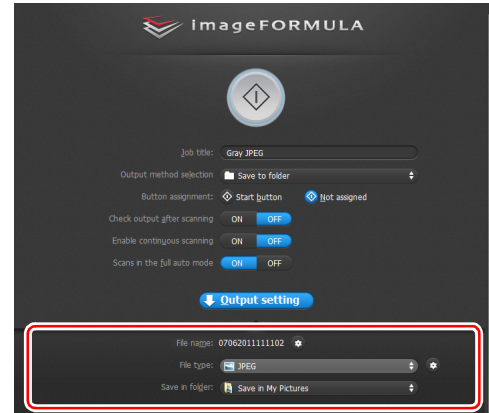 imageFORMULA
Job title: Gray JPEG
Output method selection Save to folder
Button assignment: Start button Not assigned
Check output after scanning ON OFF
Enable continuous scanning ON OFF
Scans in the full auto mode ON OFF
Output setting
File name: 07062011111102
File type: JPEG
Save in folder: Save in My Pictures